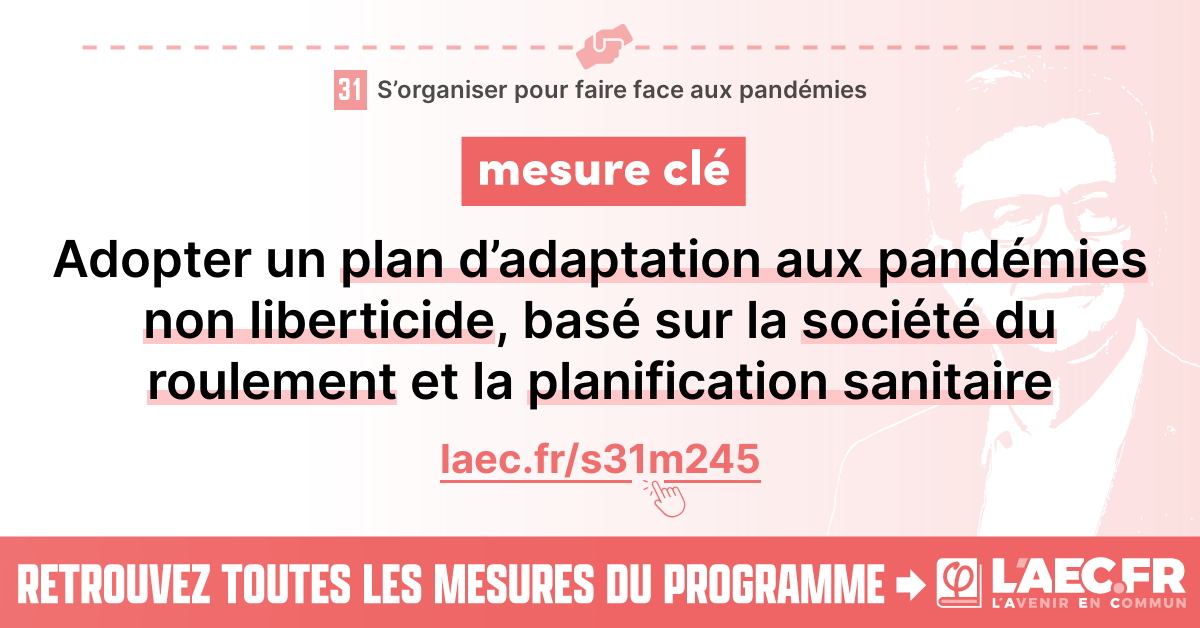 31 S’organiser pour faire face aux pandémies
mesure clé
Adopter un plan d’adaptation aux pandémies
non liberticide, basé sur la société du
roulement et la planification sanitaire
laec.fr/s31m245
RETROUVEZ TOUTES LES MESURES DU PROGRAMME
φ L'AEC.FR
L'AVENIR EN COMMUN